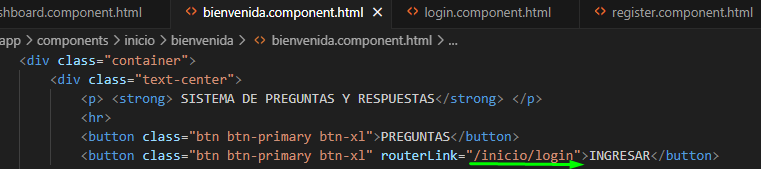 shboard.component.html <> bienvenida.component.html X <> login.component.html <> register.component.html
app > components > inicio > bienvenida > <> bienvenida.component.html > ...
<div class="container">
<div class="text-center">
<p> <strong> SISTEMA DE PREGUNTAS Y RESPUESTAS</strong> </p>
<hr>
<button class="btn btn-primary btn-xl">PREGUNTAS</button>
<button class="btn btn-primary btn-xl" routerLink="/inicio/login">INGRESAR</button>